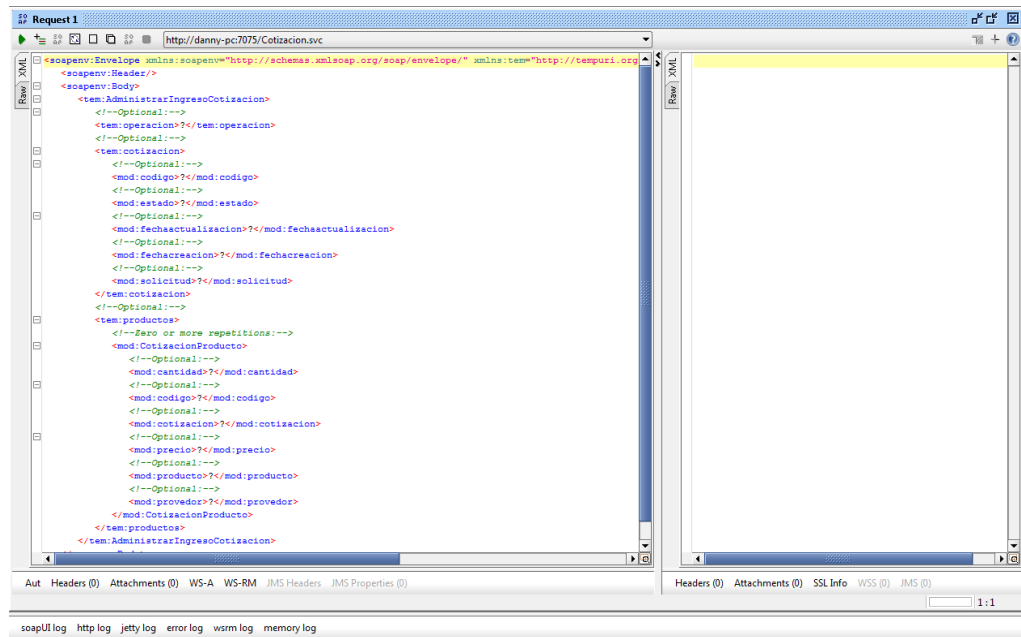 SO AP Request 1
http://danny-pc:7075/Cotizacion.svc
XML
Raw
<soapenv:Envelope xmlns:soapenv="http://schemas.xmlsoap.org/soap/envelope/" xmlns:tem="http://tempuri.org
<soapenv:Header/>
<soapenv:Body>
<tem:AdministrarIngresoCotizacion>
<!--Optional:-->
<tem:operacion>?</tem:operacion>
<!--Optional:-->
<tem:cotizacion>
<!--Optional:-->
<mod:codigo>?</mod:codigo>
<!--Optional:-->
<mod:estado>?</mod:estado>
<!--Optional:-->
<mod:fechaactualizacion>?</mod:fechaactualizacion>
<!--Optional:-->
<mod:fechacreacion>?</mod:fechacreacion>
<!--Optional:-->
<mod:solicitud>?</mod:solicitud>
</tem:cotizacion>
<!--Optional:-->
<tem:productos>
<!--Zero or more repetitions:-->
<mod:CotizacionProducto>
<!--Optional:-->
<mod:cantidad>?</mod:cantidad>
<!--Optional:-->
<mod:codigo>?</mod:codigo>
<!--Optional:-->
<mod:cotizacion>?</mod:cotizacion>
<!--Optional:-->
<mod:precio>?</mod:precio>
<!--Optional:-->
<mod:producto>?</mod:producto>
<!--Optional:-->
<mod:provedor>?</mod:provedor>
</mod:CotizacionProducto>
</tem:productos>
</tem:AdministrarIngresoCotizacion>
XML
Raw
Aut Headers (0) Attachments (0) WS-A WS-RM JMS Headers JMS Properties (0)
Headers (0) Attachments (0) SSL Info WSS (0) JMS (0)
1:1
soapUI log http log jetty log error log wsrm log memory log